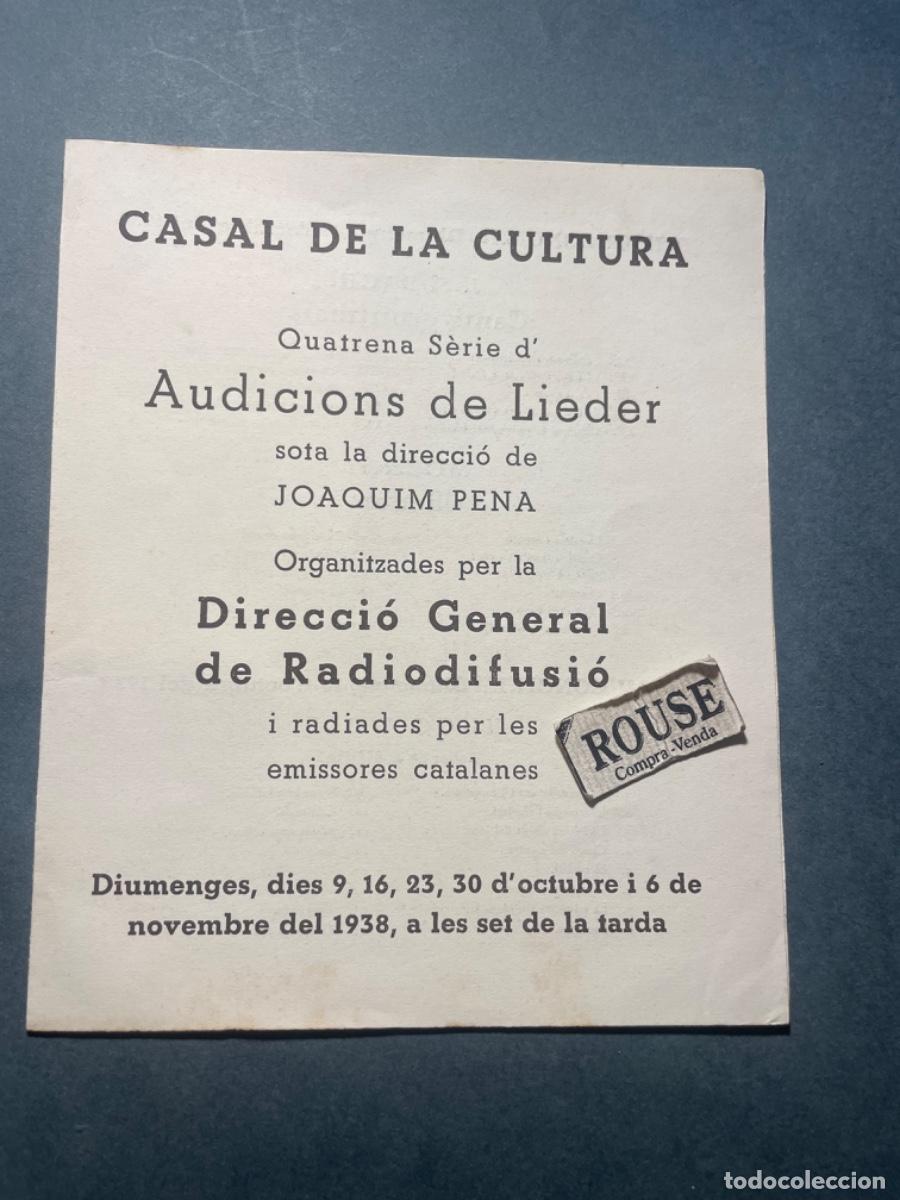 CASAL DE LA CULTURA
Quatrena Sèrie d'
Audicions de Lieder
sota la direcció de
JOAQUIM PENA
Organitzades per la
Direcció General
de Radiodifusió
i radiades per les
emissores catalanes
ROUSE
Compra-Venda
Diumenges, dies 9, 16, 23, 30 d'octubre i 6 de
novembre del 1938, a les set de la tarda
todocoleccion